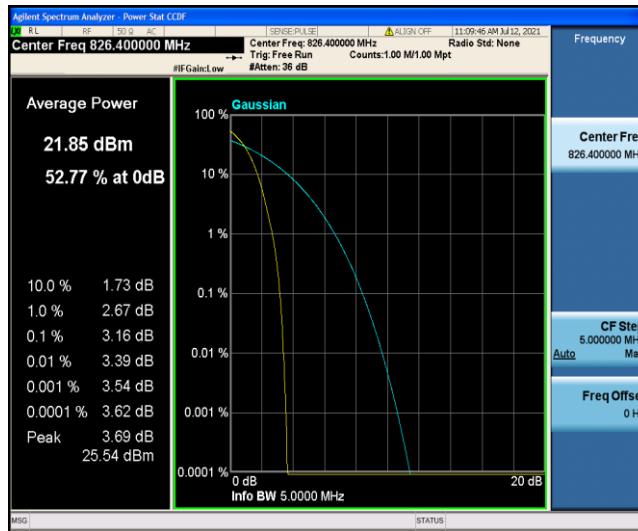 Agilent Spectrum Analyzer - Power Stat CCDF
RL RF 50 Ω AC SENSE:PULSE ALIGN OFF 11:09:46 AM Jul 12, 2021
Center Freq 826.400000 MHz
Center Freq: 826.400000 MHz Radio Std: None
Trig: Free Run Counts:1.00 M/1.00 Mpt
#IFGain:Low #Atten: 36 dB
Frequency
Average Power
21.85 dBm
52.77 % at 0dB
10.0 % 1.73 dB
1.0 % 2.67 dB
0.1 % 3.16 dB
0.01 % 3.39 dB
0.001 % 3.54 dB
0.0001 % 3.62 dB
Peak 3.69 dB
25.54 dBm
Gaussian
100 %
10 %
1 %
0.1 %
0.01 %
0.001 %
0.0001 %
0 dB 20 dB
Info BW 5.0000 MHz
Center Fre
826.400000 MH
CF Ste
5.000000 MH
Auto Ma
Freq Offse
0 H
MSG STATUS